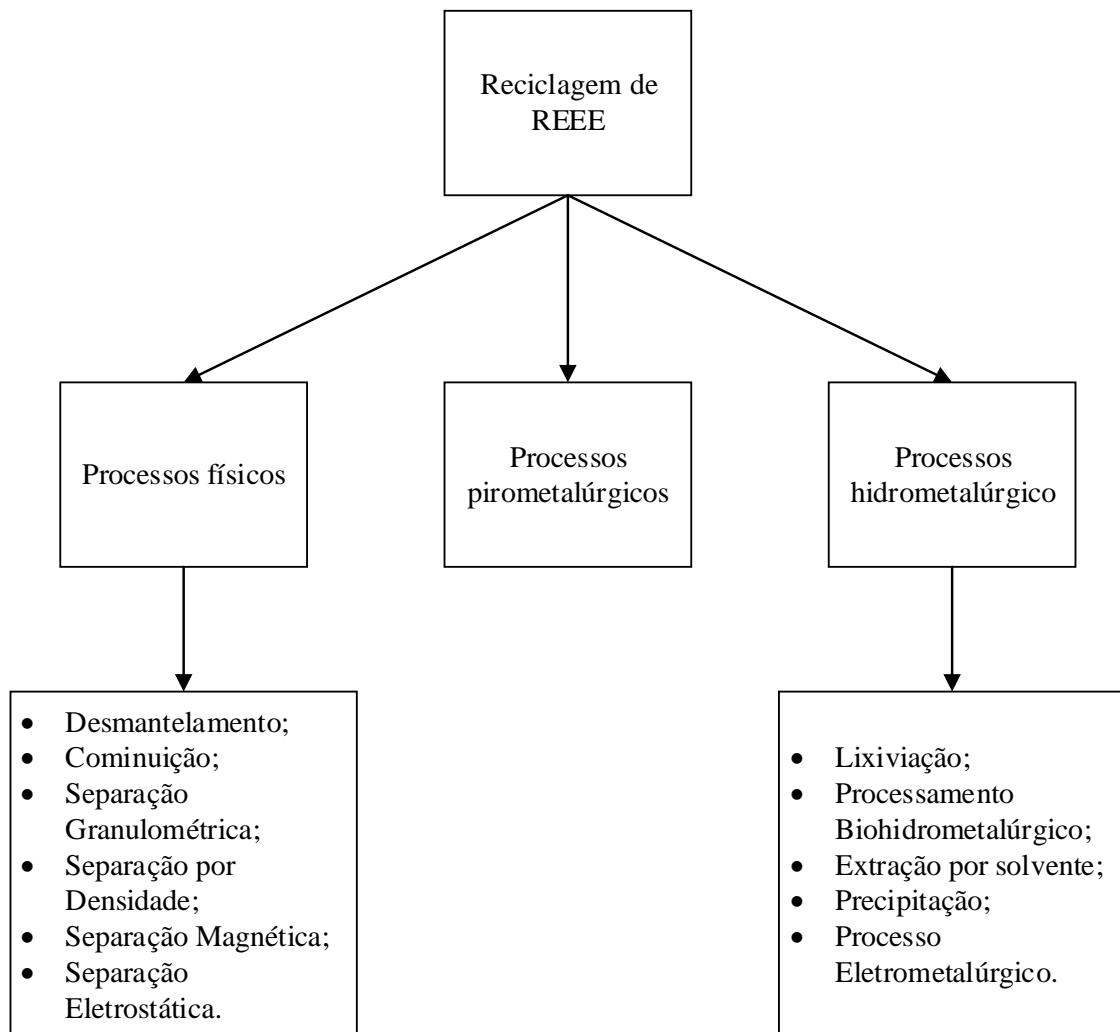 Reciclagem de
REEE
Processos físicos
Processos
pirometalúrgicos
Processos
hidrometalúrgico
• Desmantelamento;
• Cominuição;
• Separação
Granulométrica;
• Separação por
Densidade;
• Separação Magnética;
• Separação
Eletrostática.
• Lixiviação;
• Processamento
Biohidrometalúrgico;
• Extração por solvente;
• Precipitação;
• Processo
Eletrometalúrgico.